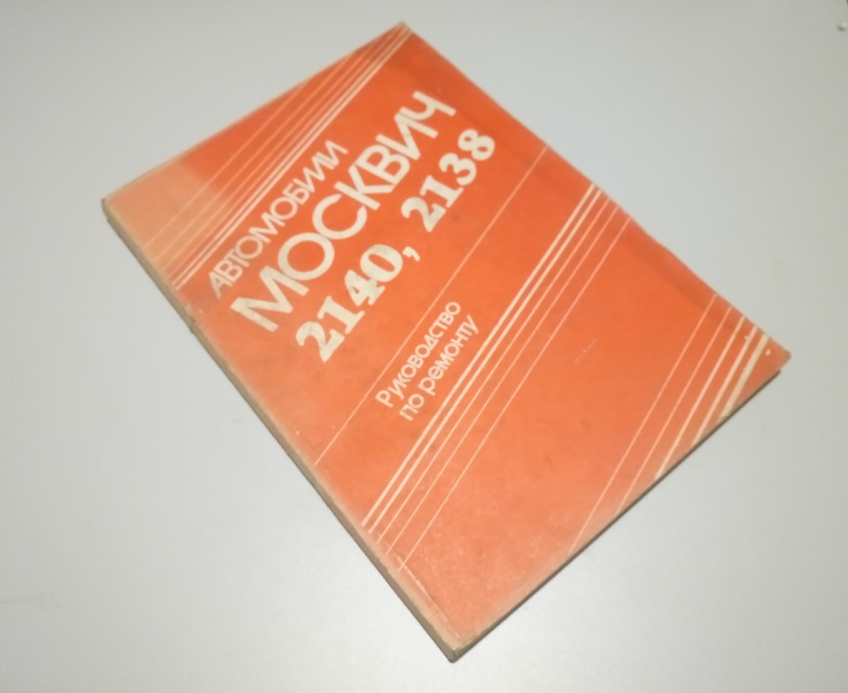 АВТОМОБИЛИ
МОСКВИЧ
2140, 2138
Руководство
по ремонту